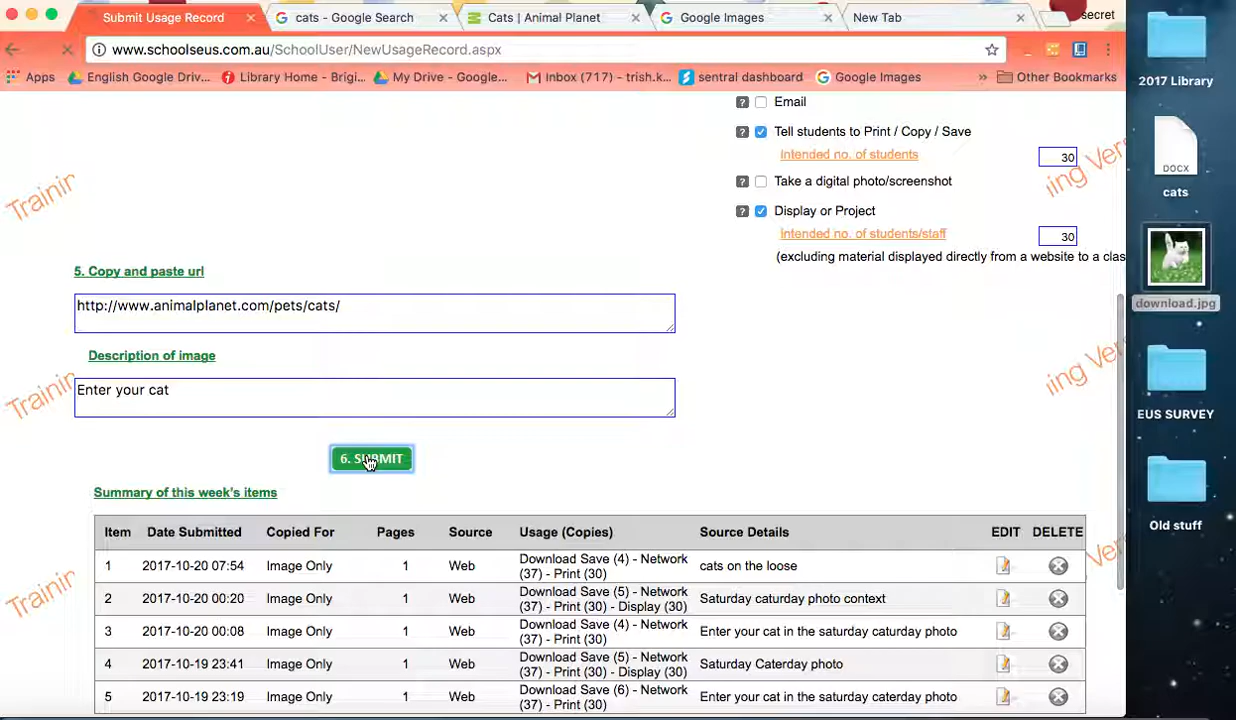 Submit Usage Record
cats - Google Search
Cats | Animal Planet
Google Images
New Tab
secret
www.schoolseus.com.au/SchoolUser/NewUsageRecord.aspx
Apps
English Google Driv...
Library Home - Brigi...
My Drive - Google...
Inbox (717) - trish.k...
sentral dashboard
Google Images
»
Other Bookmarks
2017 Library
DOCX
cats
download.jpg
EUS SURVEY
Old stuff
? Email
? Tell students to Print / Copy / Save
Intended no. of students 30
? Take a digital photo/screenshot
? Display or Project
Intended no. of students/staff 30
(excluding material displayed directly from a website to a clas
5. Copy and paste url
http://www.animalplanet.com/pets/cats/
Description of image
Enter your cat
6. SUBMIT
Summary of this week's items
Item Date Submitted Copied For Pages Source Usage (Copies) Source Details EDIT DELETE
1 2017-10-20 07:54 Image Only 1 Web Download Save (4) - Network (37) - Print (30) cats on the loose
2 2017-10-20 00:20 Image Only 1 Web Download Save (5) - Network (37) - Print (30) - Display (30) Saturday caturday photo context
3 2017-10-20 00:08 Image Only 1 Web Download Save (4) - Network (37) - Print (30) Enter your cat in the saturday caturday photo
4 2017-10-19 23:41 Image Only 1 Web Download Save (5) - Network (37) - Print (30) - Display (30) Saturday Caterday photo
5 2017-10-19 23:19 Image Only 1 Web Download Save (6) - Network (37) - Print (30) Enter your cat in the saturday caterday photo
Trainin
iing Vers
Trainin
iing Ver
Trainin